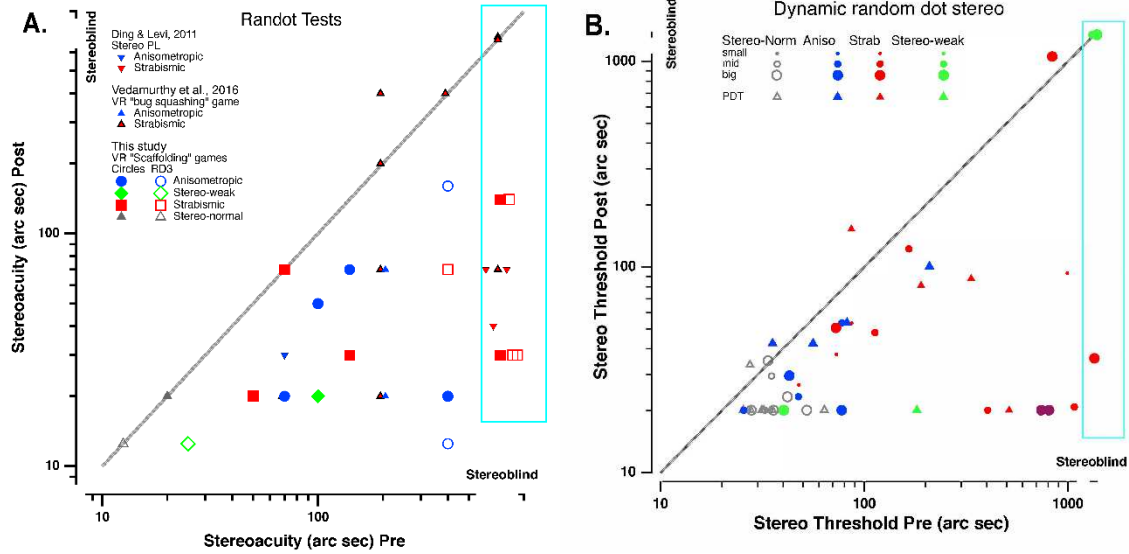 A.
Randot Tests
Stereoblind
Ding & Levi, 2011
Stereo PL
Anisometropic
Strabismic
Vedamurthy et al., 2016
VR "bug squashing" game
Anisometropic
Strabismic
This study
VR "Scaffolding" games
Circles RD3
Anisometropic
Stereo-weak
Strabismic
Stereo-normal
Stereoacuity (arc sec) Post
100
10
Stereoblind
10
100
Stereoacuity (arc sec) Pre
B.
Dynamic random dot stereo
Stereoblind
Stereo-Norm Aniso Strab Stereo-weak
small
mid
big
PDT
Stereo Threshold Post (arc sec)
1000
100
10
Stereoblind
10
100
1000
Stereo Threshold Pre (arc sec)